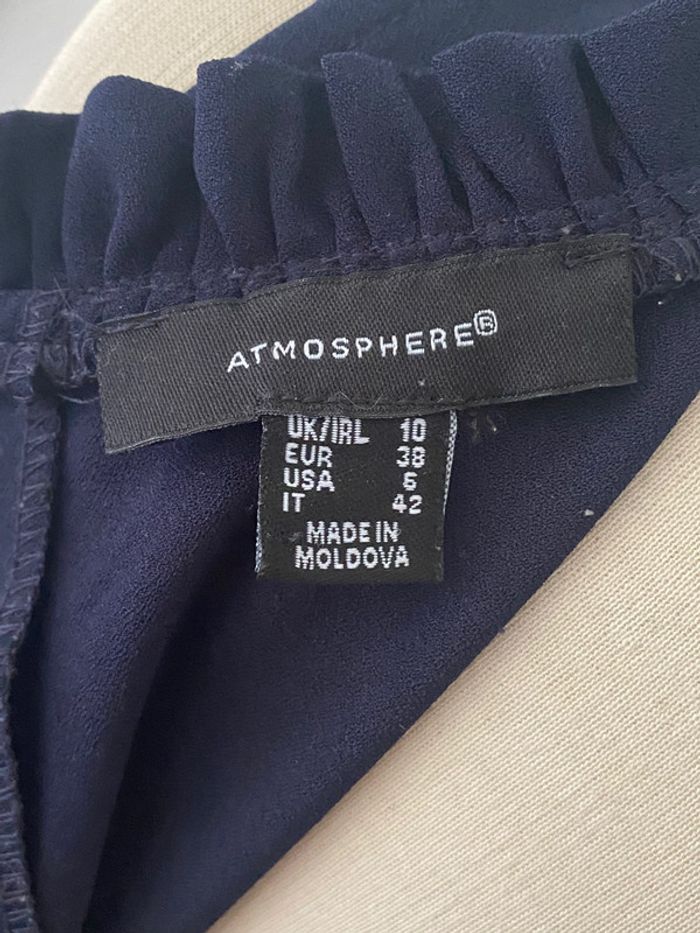 ATMOSPHERE®
UK/IRL 10
EUR 38
USA 6
IT 42
MADE IN
MOLDOVA